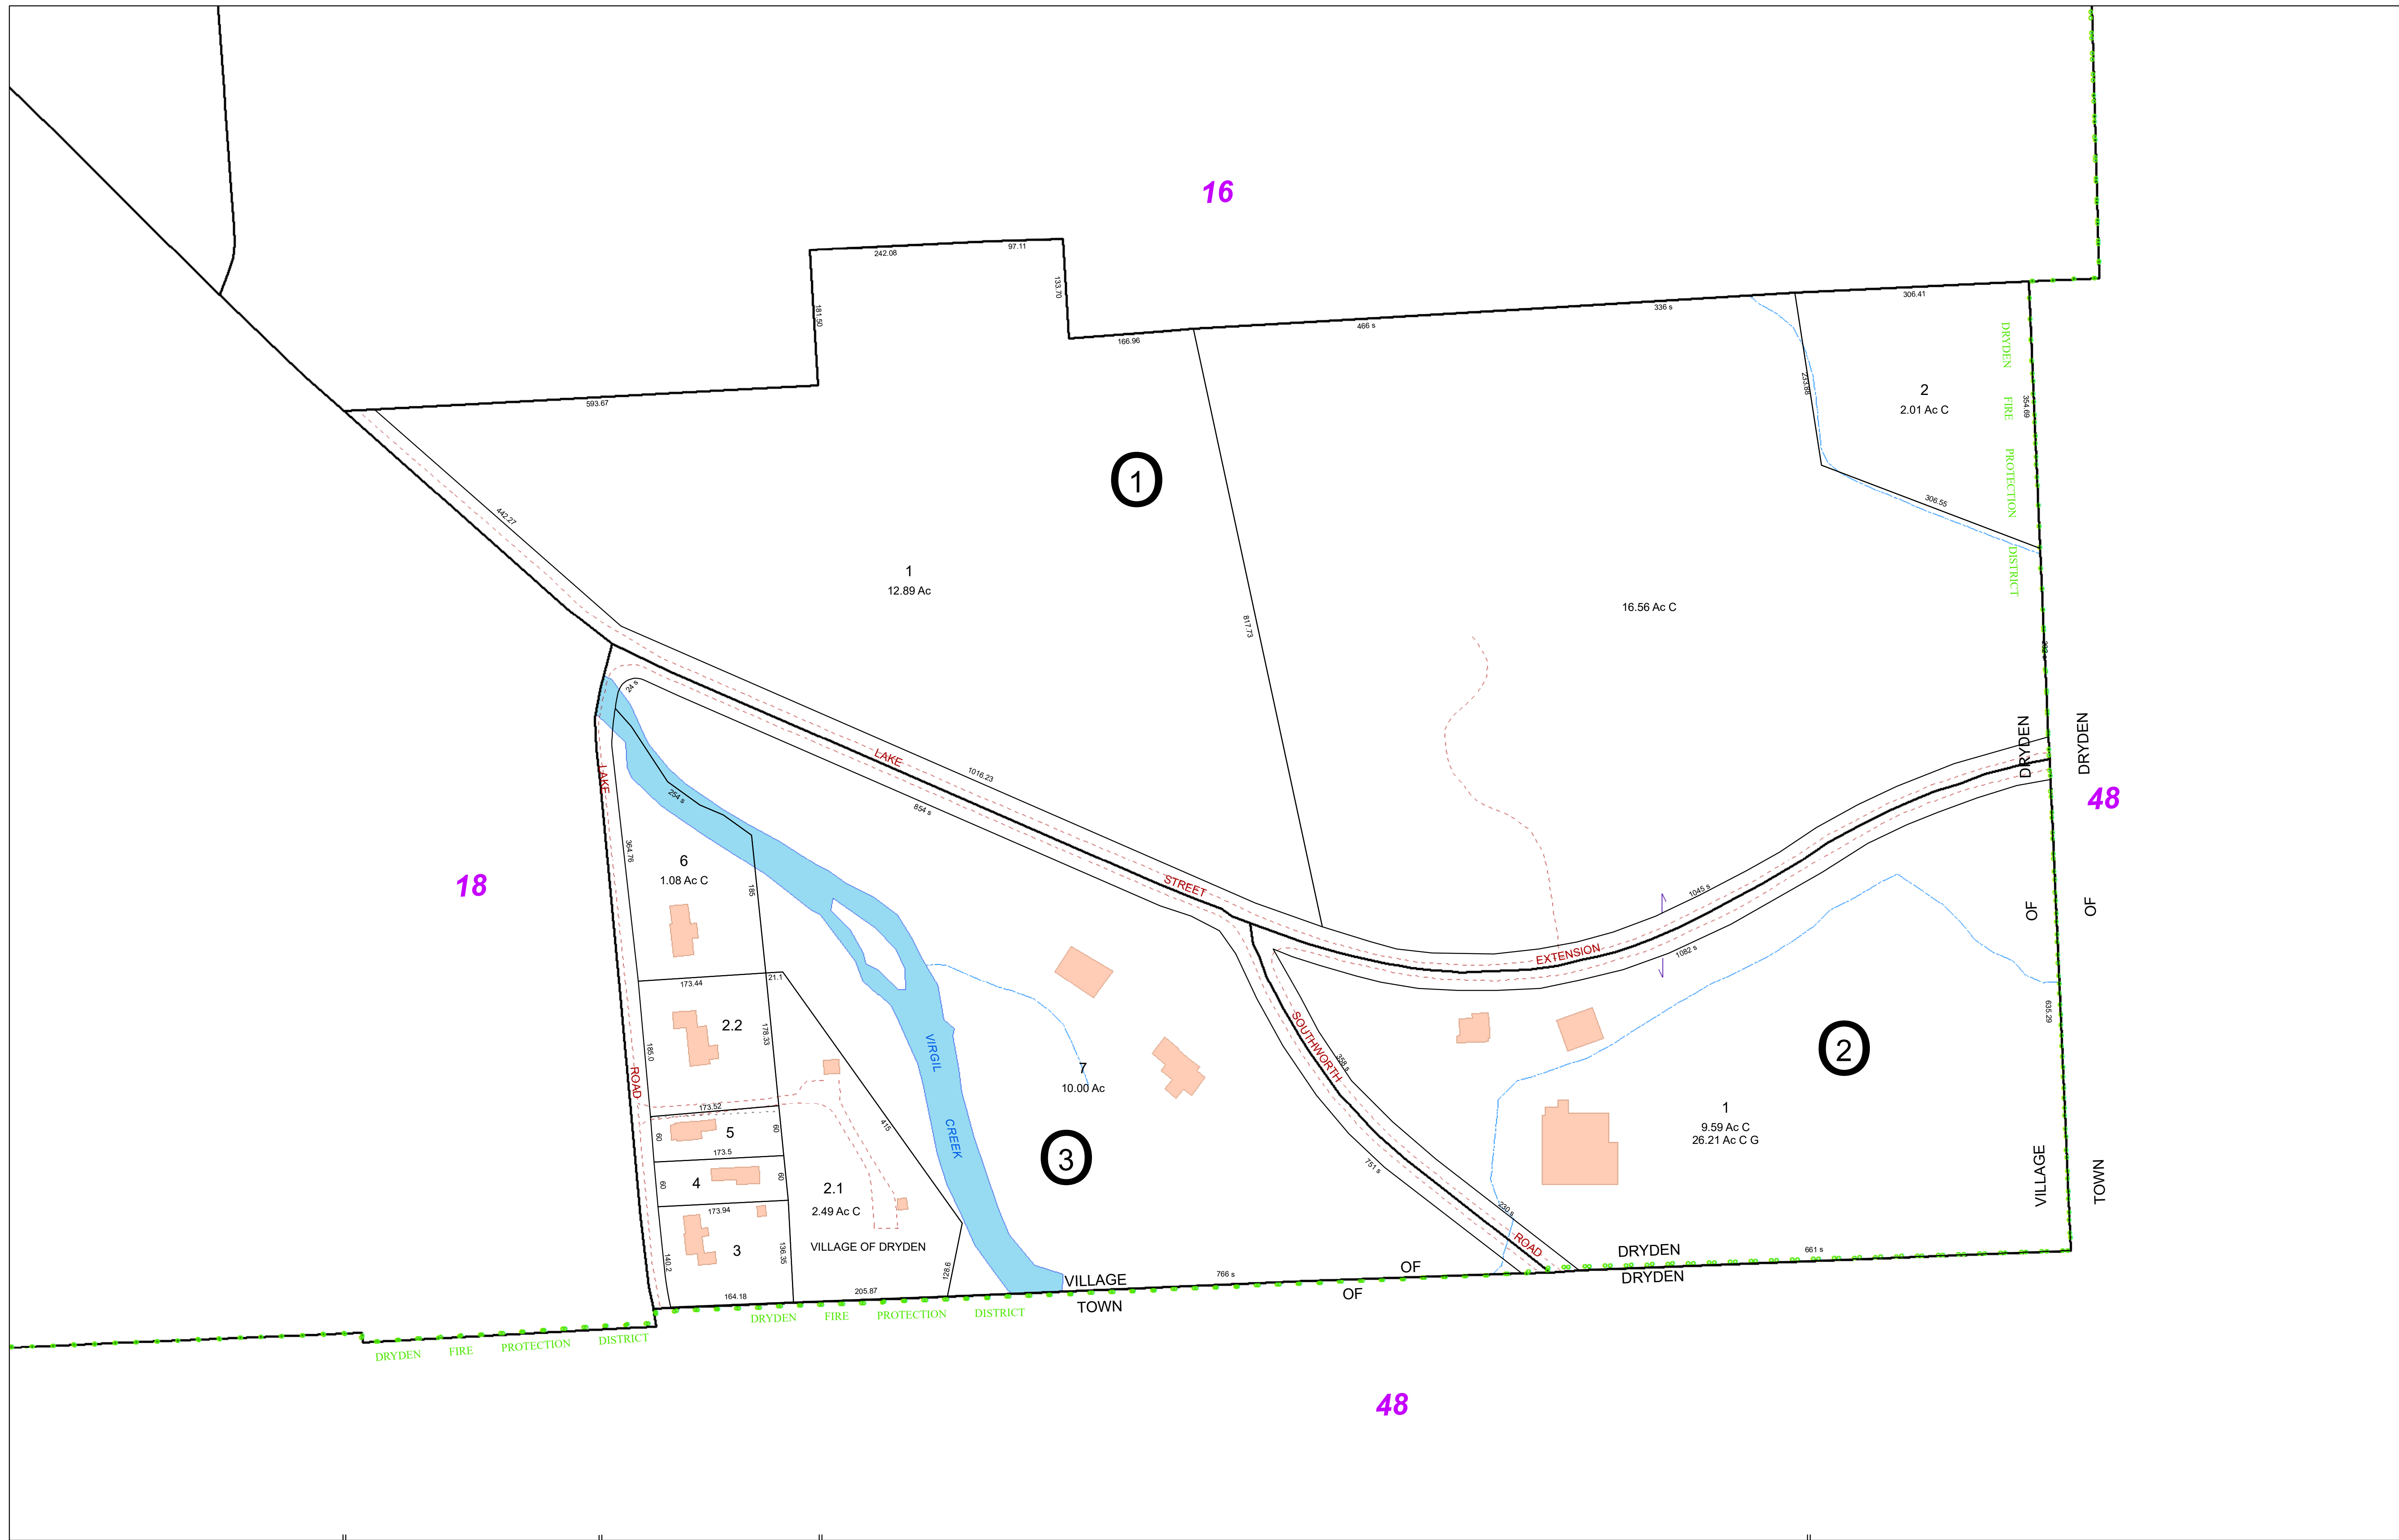 16
242.08
97.11
181.50
133.70
166.96
466 s
336 s
306.41
593.67
233.88
2
2.01 Ac C
354.69
DRYDEN FIRE PROTECTION DISTRICT
306.55
1
442.27
1
12.89 Ac
16.56 Ac C
817.73
24 s
LAKE STREET EXTENSION
1016.23
854 s
254 s
DRYDEN
DRYDEN
48
LAKE ROAD
364.76
6
1.08 Ac C
185
18
1045 s
1082 s
OF
OF
173.44
21.1
2.2
185.0
178.33
VIRGIL CREEK
SOUTHWORTH ROAD
358 s
635.29
2
7
10.00 Ac
173.52
60
5
60
415
1
9.59 Ac C
26.21 Ac C G
3
173.5
60
4
60
751 s
230 s
2.1
2.49 Ac C
173.94
140.2
3
136.35
VILLAGE OF DRYDEN
128.6
VILLAGE
TOWN
164.18
205.87
766 s
661 s
VILLAGE OF DRYDEN
TOWN OF DRYDEN
DRYDEN FIRE PROTECTION DISTRICT
DRYDEN FIRE PROTECTION DISTRICT
48